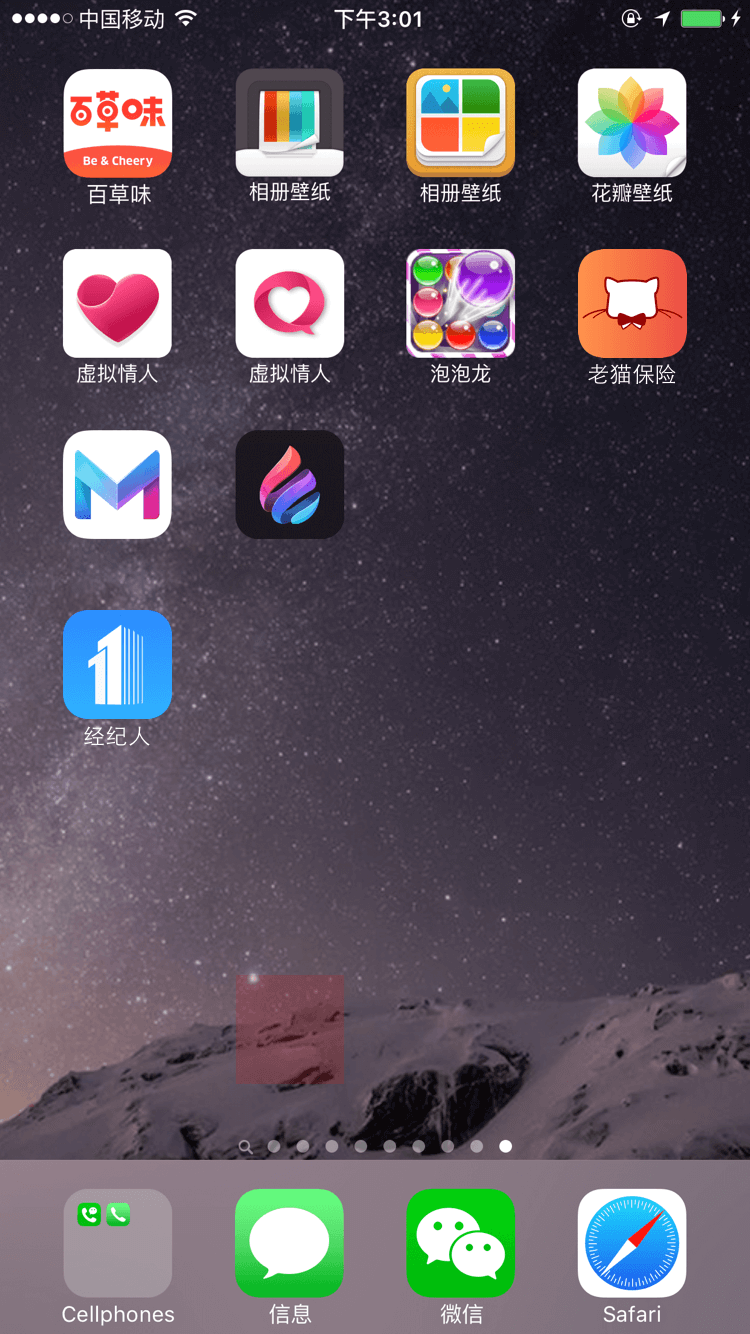 中国移动
下午3:01
百草味
Be & Cheery
百草味
相册壁纸
相册壁纸
花瓣壁纸
虚拟情人
虚拟情人
泡泡龙
老猫保险
经纪人
Cellphones
信息
微信
Safari